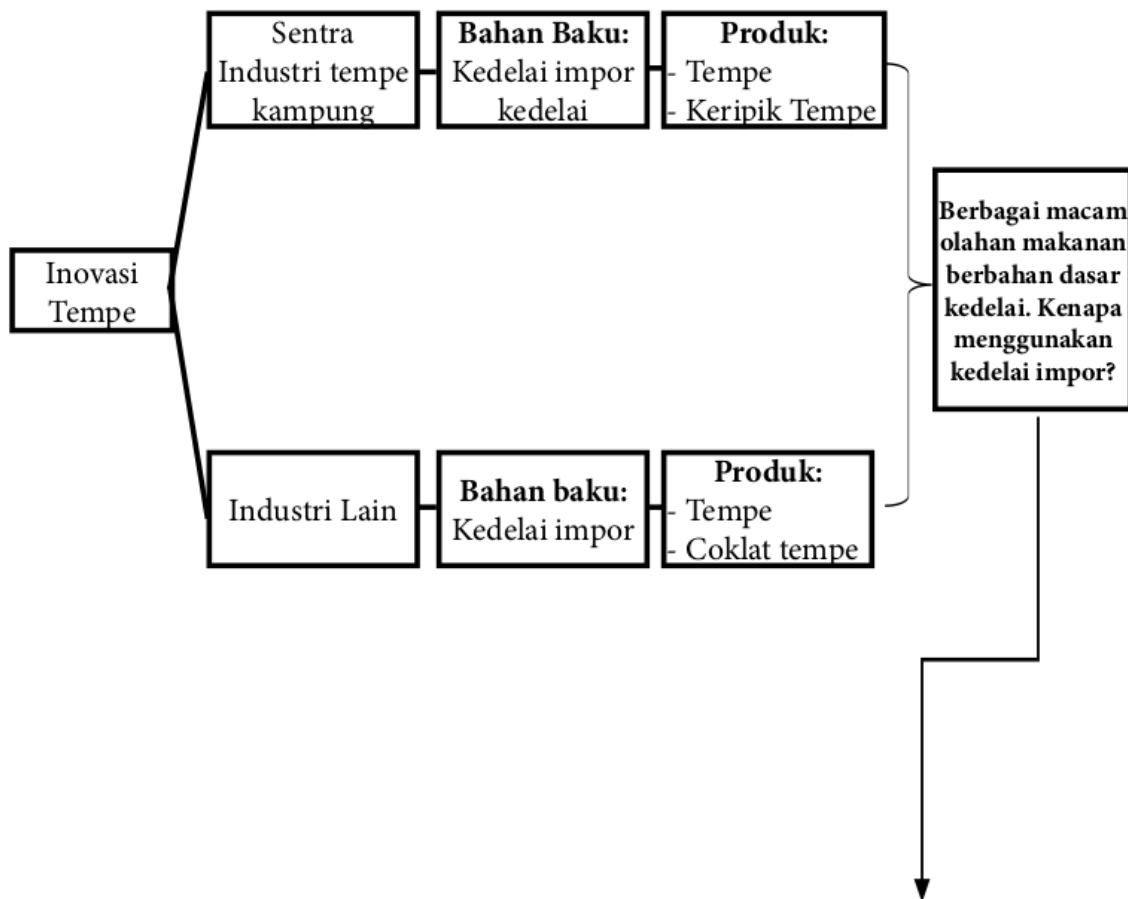 Sentra
Industri tempe
kampung
Bahan Baku:
Kedelai impor
kedelai
Produk:
- Tempe
- Keripik Tempe
Inovasi
Tempe
Berbagai macam
olahan makanan
berbahan dasar
kedelai. Kenapa
menggunakan
kedelai impor?
Industri Lain
Bahan baku:
Kedelai impor
Produk:
- Tempe
- Coklat tempe